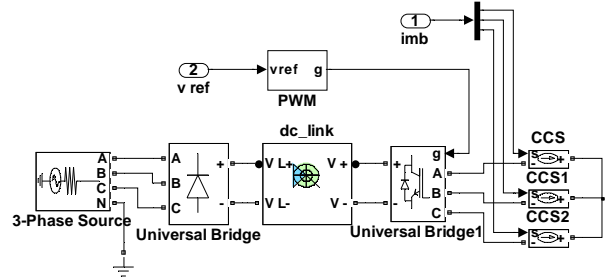 1
imb
2
v ref
vref g
PWM
dc_link
CCS
CCS1
CCS2
A
B
C
N
3-Phase Source
A
B
C
+
-
Universal Bridge
V L+
V L-
V +
V -
+
-
g
A
B
C
Universal Bridge1
s
-
s
-
s
-